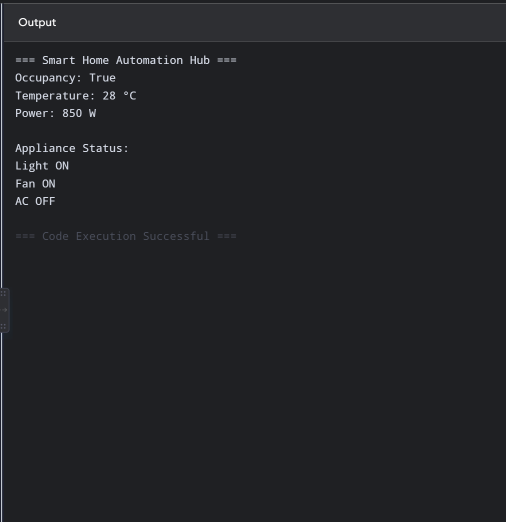 Output
=== Smart Home Automation Hub ===
Occupancy: True
Temperature: 28 °C
Power: 850 W
Appliance Status:
Light ON
Fan ON
AC OFF
=== Code Execution Successful ===